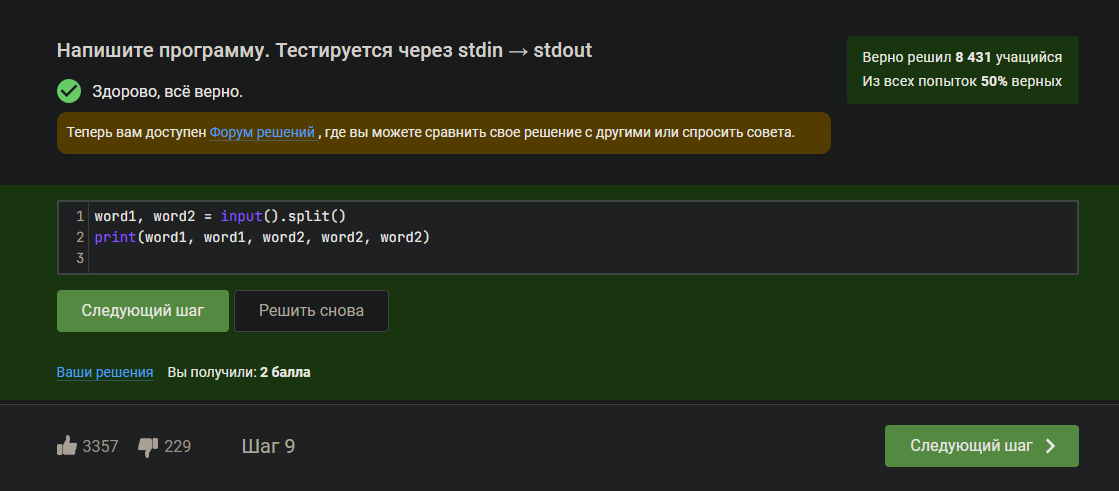 Напишите программу. Тестируется через stdin → stdout
Верно решил 8 431 учащийся
Из всех попыток 50% верных
Здорово, всё верно.
Теперь вам доступен Форум решений , где вы можете сравнить свое решение с другими или спросить совета.
1 word1, word2 = input().split()
2 print(word1, word1, word2, word2, word2)
3
Следующий шаг
Решить снова
Ваши решения Вы получили: 2 балла
3357 229 Шаг 9
Следующий шаг